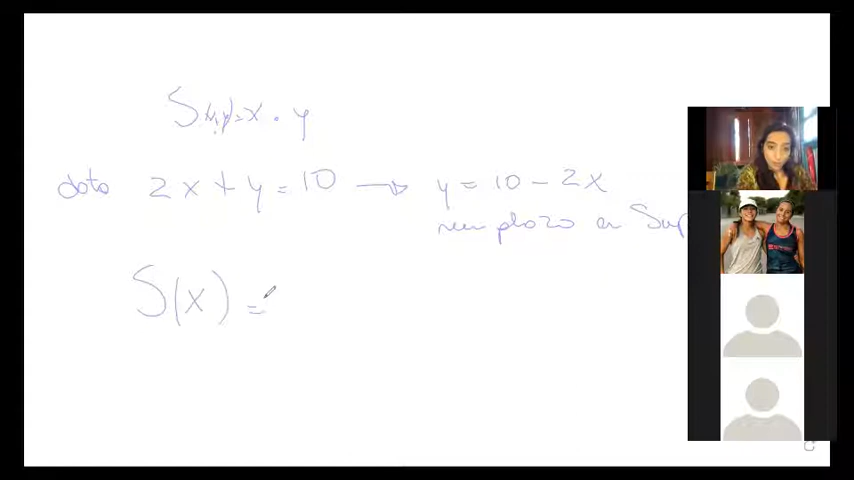 S(x,y)=x · y
dato 2x + y = 10 → y = 10 - 2x
reemplazo en Sup
S(x) =